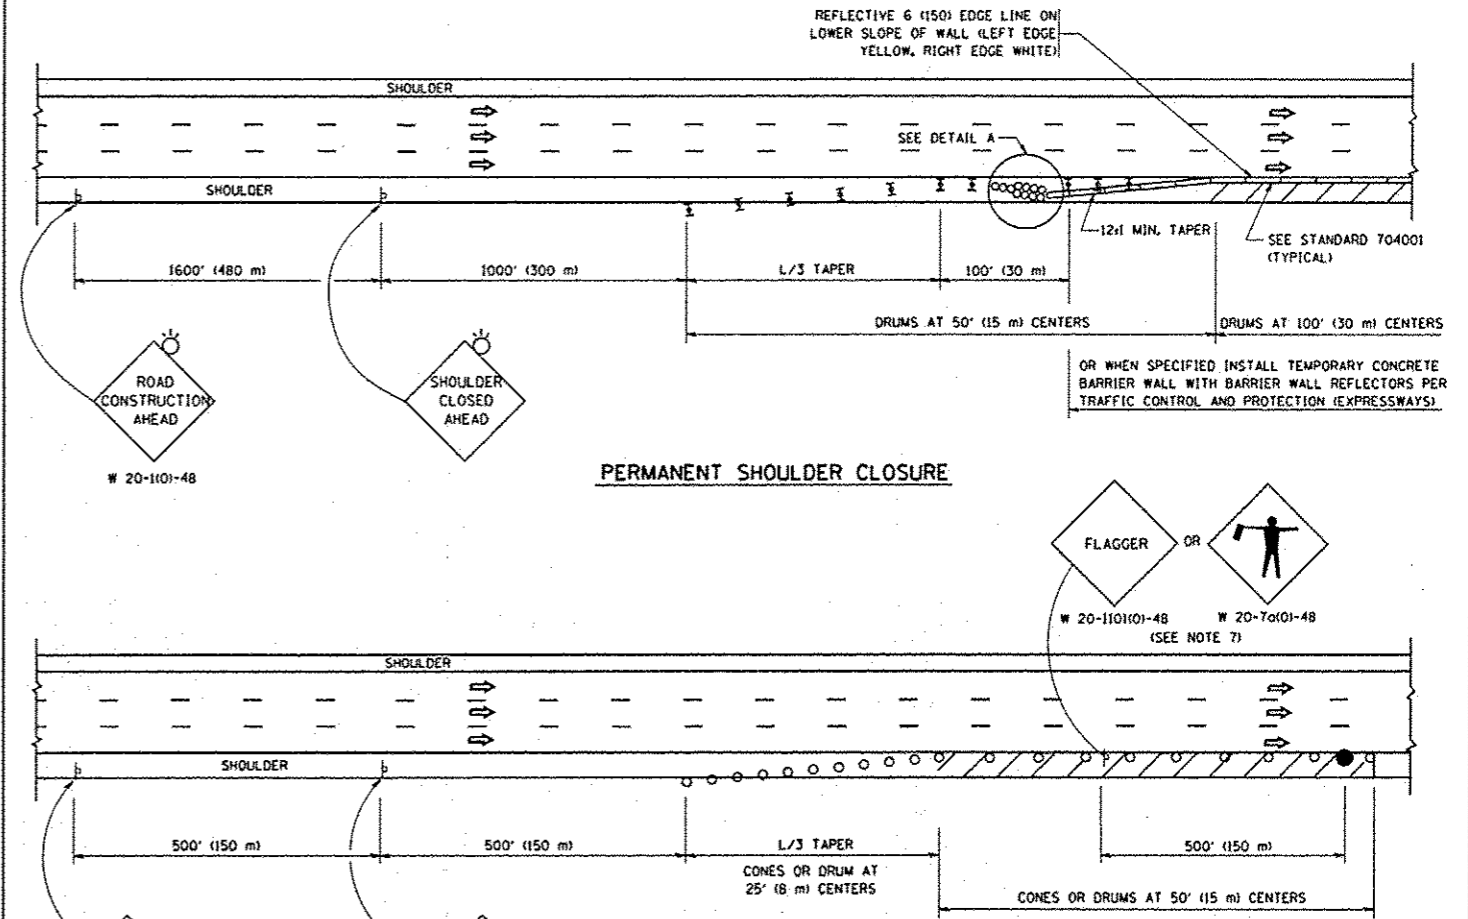 REFLECTIVE 6 (150) EDGE LINE ON
LOWER SLOPE OF WALL (LEFT EDGE
YELLOW, RIGHT EDGE WHITE)
SHOULDER
SEE DETAIL A
SHOULDER
12:1 MIN. TAPER
SEE STANDARD 704001
(TYPICAL)
1600' (480 m)
1000' (300 m)
L/3 TAPER
100' (30 m)
DRUMS AT 50' (15 m) CENTERS
DRUMS AT 100' (30 m) CENTERS
OR WHEN SPECIFIED INSTALL TEMPORARY CONCRETE
BARRIER WALL WITH BARRIER WALL REFLECTORS PER
TRAFFIC CONTROL AND PROTECTION (EXPRESSWAYS)
ROAD
CONSTRUCTION
AHEAD
W 20-1(O)-48
SHOULDER
CLOSED
AHEAD
PERMANENT SHOULDER CLOSURE
FLAGGER
OR
W 20-1101(O)-48
W 20-7a(O)-48
(SEE NOTE 7)
SHOULDER
SHOULDER
500' (150 m)
500' (150 m)
L/3 TAPER
CONES OR DRUM AT
25' (8 m) CENTERS
500' (150 m)
CONES OR DRUMS AT 50' (15 m) CENTERS